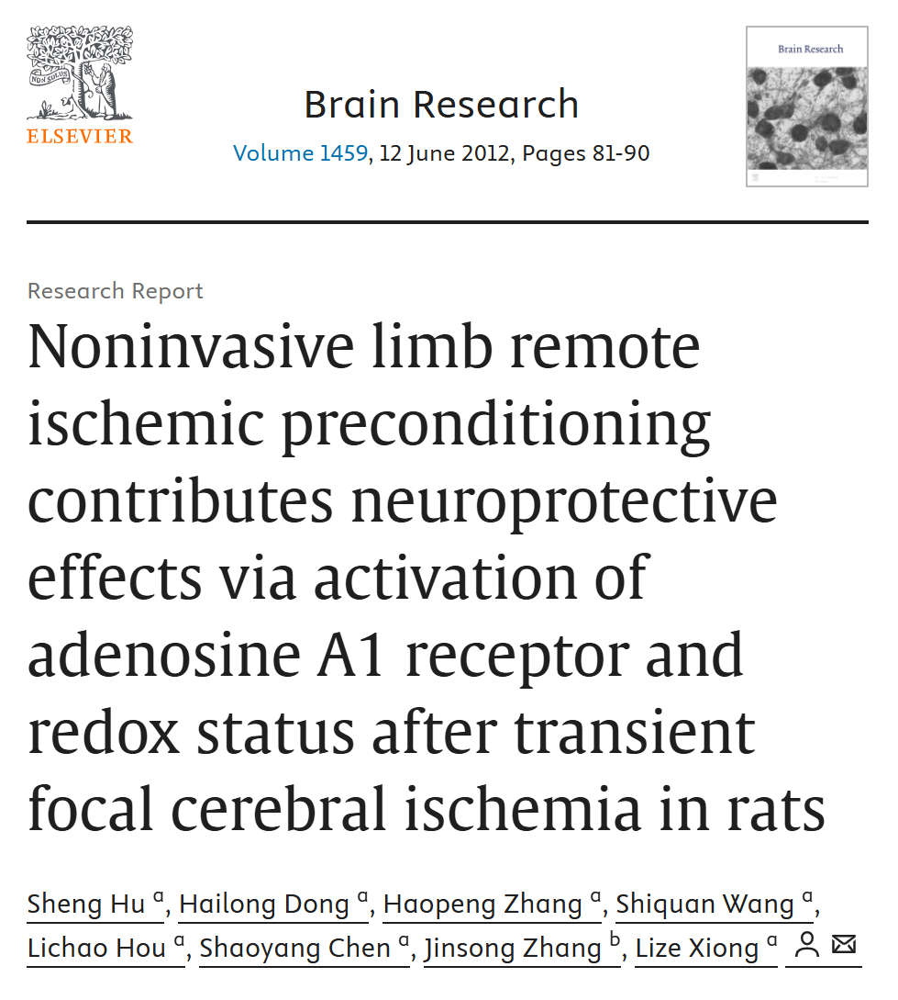 NON SOLUS
ELSEVIER
Brain Research
Volume 1459, 12 June 2012, Pages 81-90
Brain Research
Research Report
Noninvasive limb remote
ischemic preconditioning
contributes neuroprotective
effects via activation of
adenosine A1 receptor and
redox status after transient
focal cerebral ischemia in rats
Sheng Hu ᵃ, Hailong Dong ᵃ, Haopeng Zhang ᵃ, Shiquan Wang ᵃ,
Lichao Hou ᵃ, Shaoyang Chen ᵃ, Jinsong Zhang ᵇ, Lize Xiong ᵃ